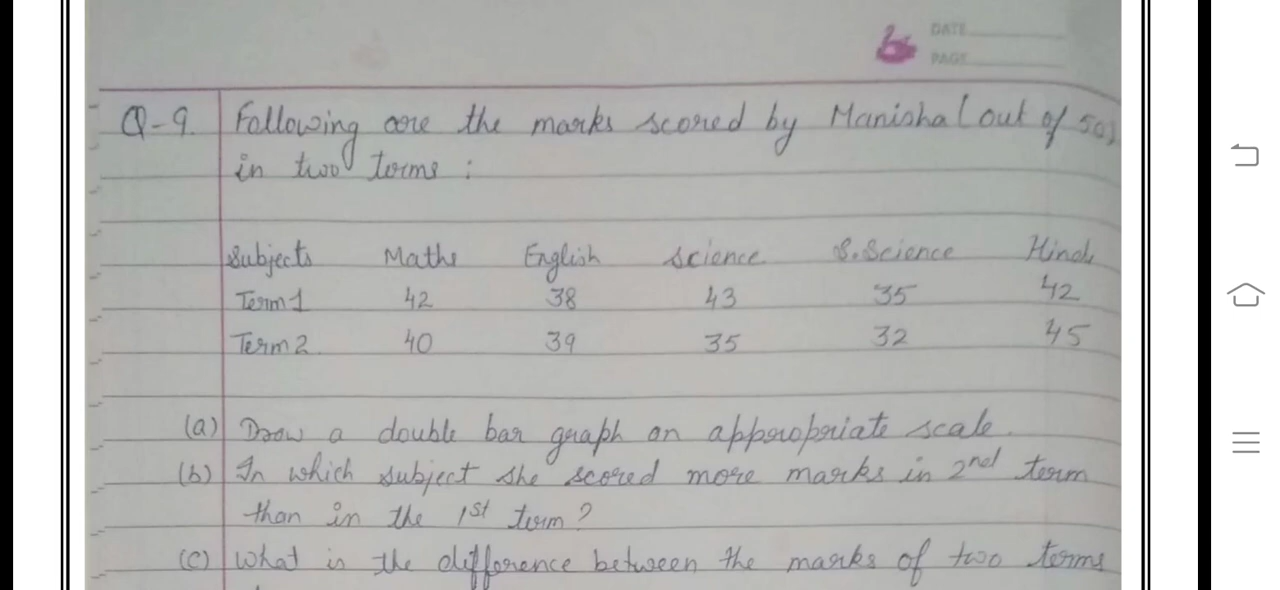 DATE
PAGE
Q-9. Following are the marks scored by Manisha (out of 50)
in two terms :
Subjects Maths English science S.Science Hindi
Term 1 42 38 43 35 42
Term 2 40 39 35 32 45
(a) Draw a double bar graph on appropriate scale.
(b) In which subject she scored more marks in 2nd term
than in the 1st term?
(c) What is the difference between the marks of two terms